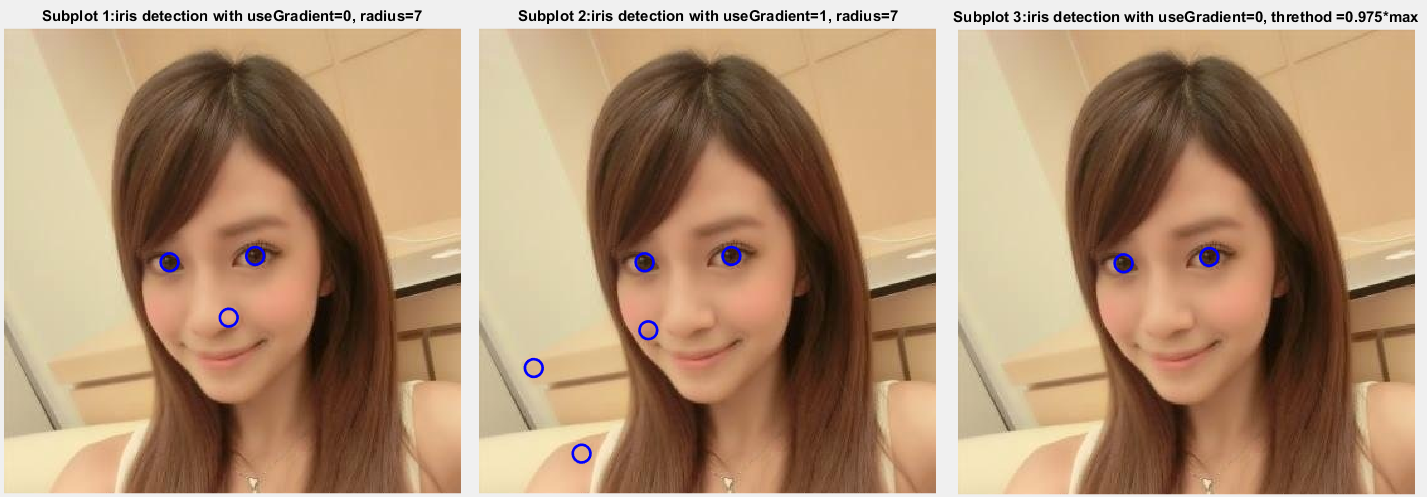 Subplot 1:iris detection with useGradient=0, radius=7
Subplot 2:iris detection with useGradient=1, radius=7
Subplot 3:iris detection with useGradient=0, threthod =0.975*max